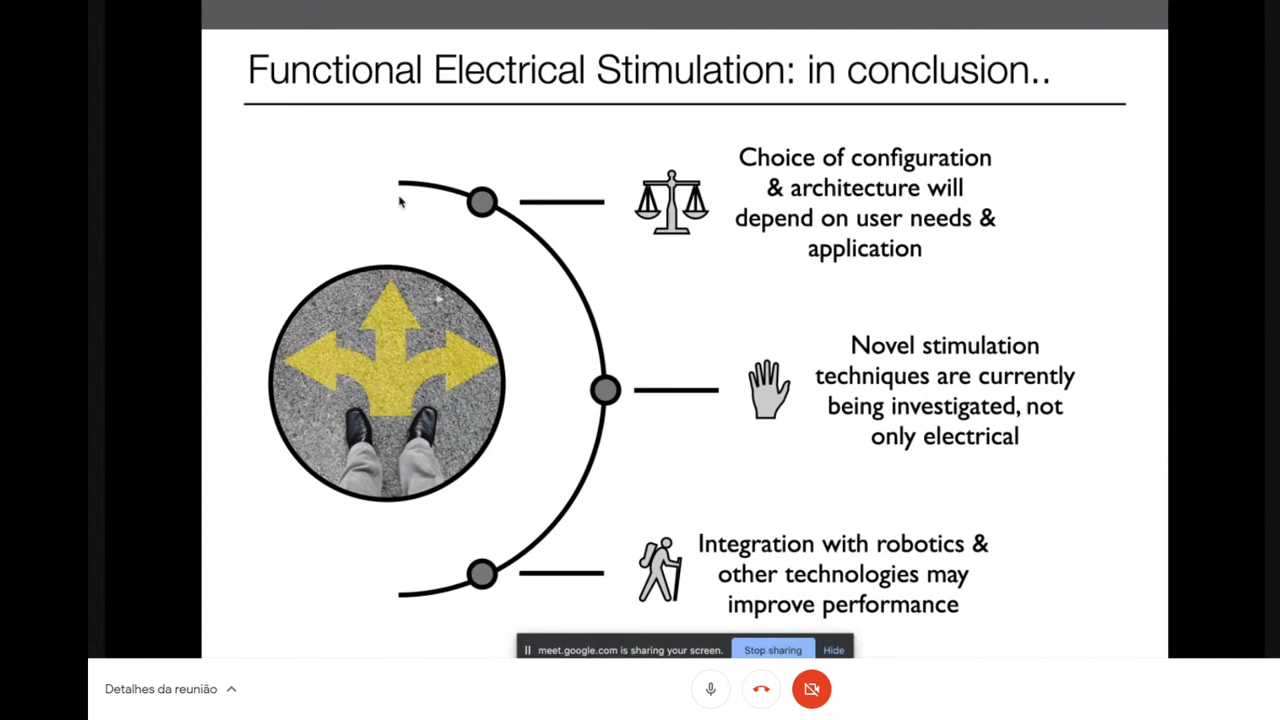 Functional Electrical Stimulation: in conclusion..
Choice of configuration
& architecture will
depend on user needs &
application
Novel stimulation
techniques are currently
being investigated, not
only electrical
Integration with robotics &
other technologies may
improve performance
meet.google.com is sharing your screen.
Stop sharing
Hide
Detalhes da reunião